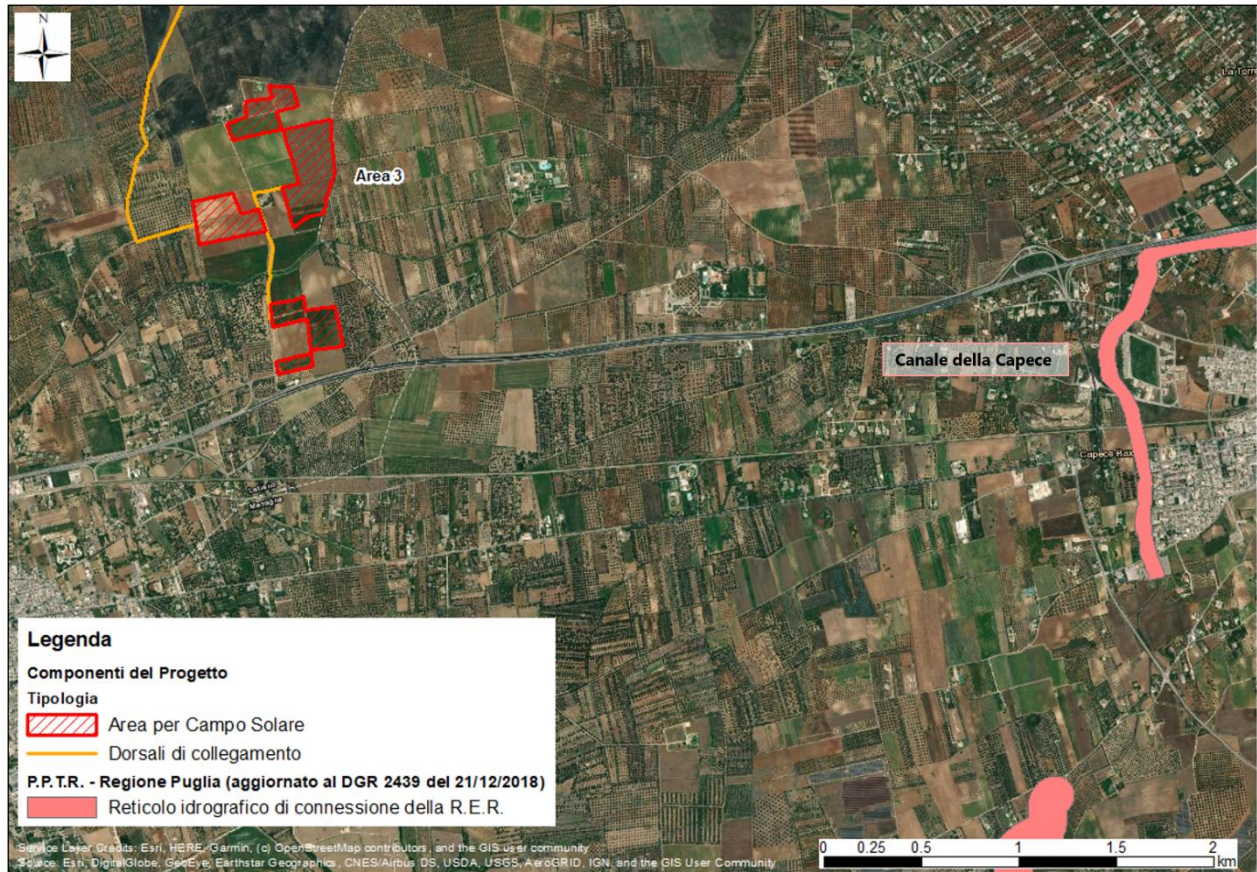 N
La Torre
Area 3
Canale della Capece
Latiano
Mesagne
Legenda
Componenti del Progetto
Tipologia
Area per Campo Solare
Dorsali di collegamento
P.P.T.R. - Regione Puglia (aggiornato al DGR 2439 del 21/12/2018)
Reticolo idrografico di connessione della R.E.R.
Service Layer Credits: Esri, HERE, Garmin, (c) OpenStreetMap contributors, and the GIS user community
Source: Esri, DigitalGlobe, GeoEye, Earthstar Geographics, CNES/Airbus DS, USDA, USGS, AeroGRID, IGN, and the GIS User Community
0 0.25 0.5 1 1.5 2
km